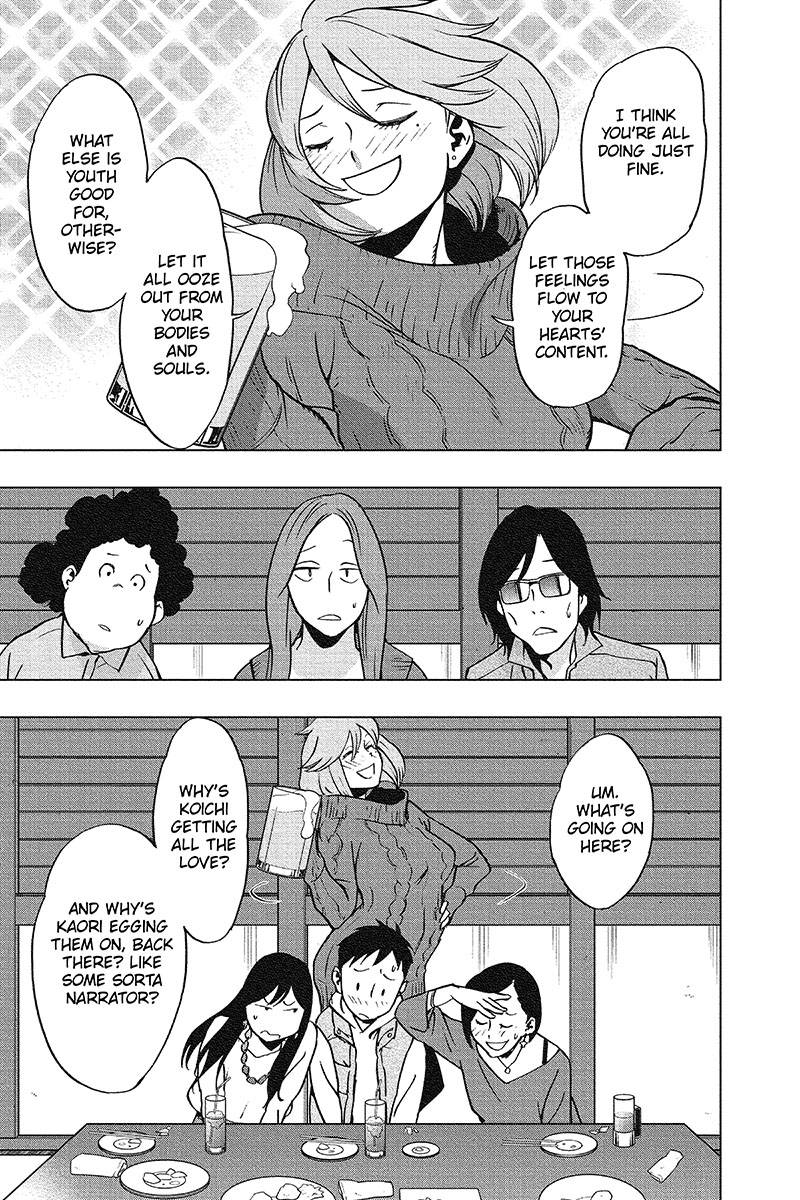 I THINK
YOU'RE ALL
DOING JUST
FINE.
LET THOSE
FEELINGS
FLOW TO
YOUR
HEARTS'
CONTENT.
LET IT
ALL OOZE
OUT FROM
YOUR
BODIES
AND
SOULS.
WHAT
ELSE IS
YOUTH
GOOD
FOR,
OTHER-
WISE?
UM.
WHAT'S
GOING ON
HERE?
WHY'S
KOICHI
GETTING
ALL THE
LOVE?
AND WHY'S
KAORI EGGING
THEM ON, BACK
THERE? LIKE
SOME SORTA
NARRATOR?